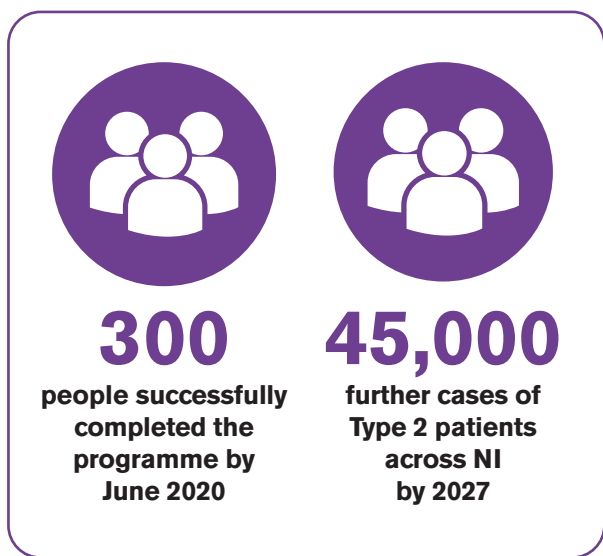 300
people successfully
completed the
programme by
June 2020
45,000
further cases of
Type 2 patients
across NI
by 2027